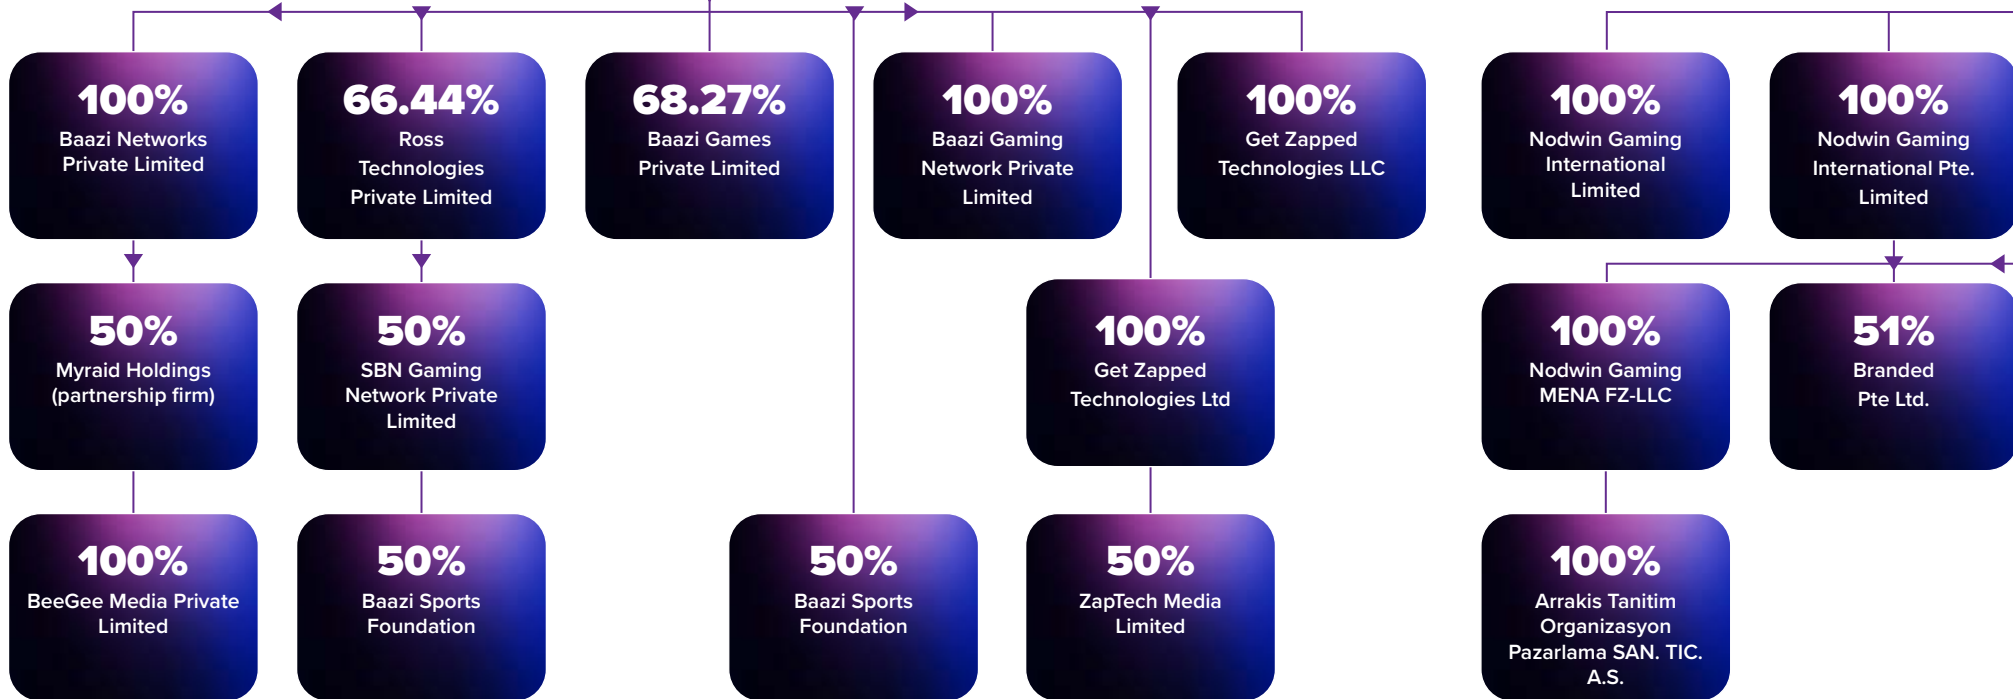 100%
Baazi Networks
Private Limited
66.44%
Ross
Technologies
Private Limited
68.27%
Baazi Games
Private Limited
100%
Baazi Gaming
Network Private
Limited
100%
Get Zapped
Technologies LLC
100%
Nodwin Gaming
International
Limited
100%
Nodwin Gaming
International Pte.
Limited
50%
Myraid Holdings
(partnership firm)
50%
SBN Gaming
Network Private
Limited
100%
Get Zapped
Technologies Ltd
100%
Nodwin Gaming
MENA FZ-LLC
51%
Branded
Pte Ltd.
100%
BeeGee Media Private
Limited
50%
Baazi Sports
Foundation
50%
Baazi Sports
Foundation
50%
ZapTech Media
Limited
100%
Arrakis Tanitim
Organizasyon
Pazarlama SAN. TIC.
A.S.